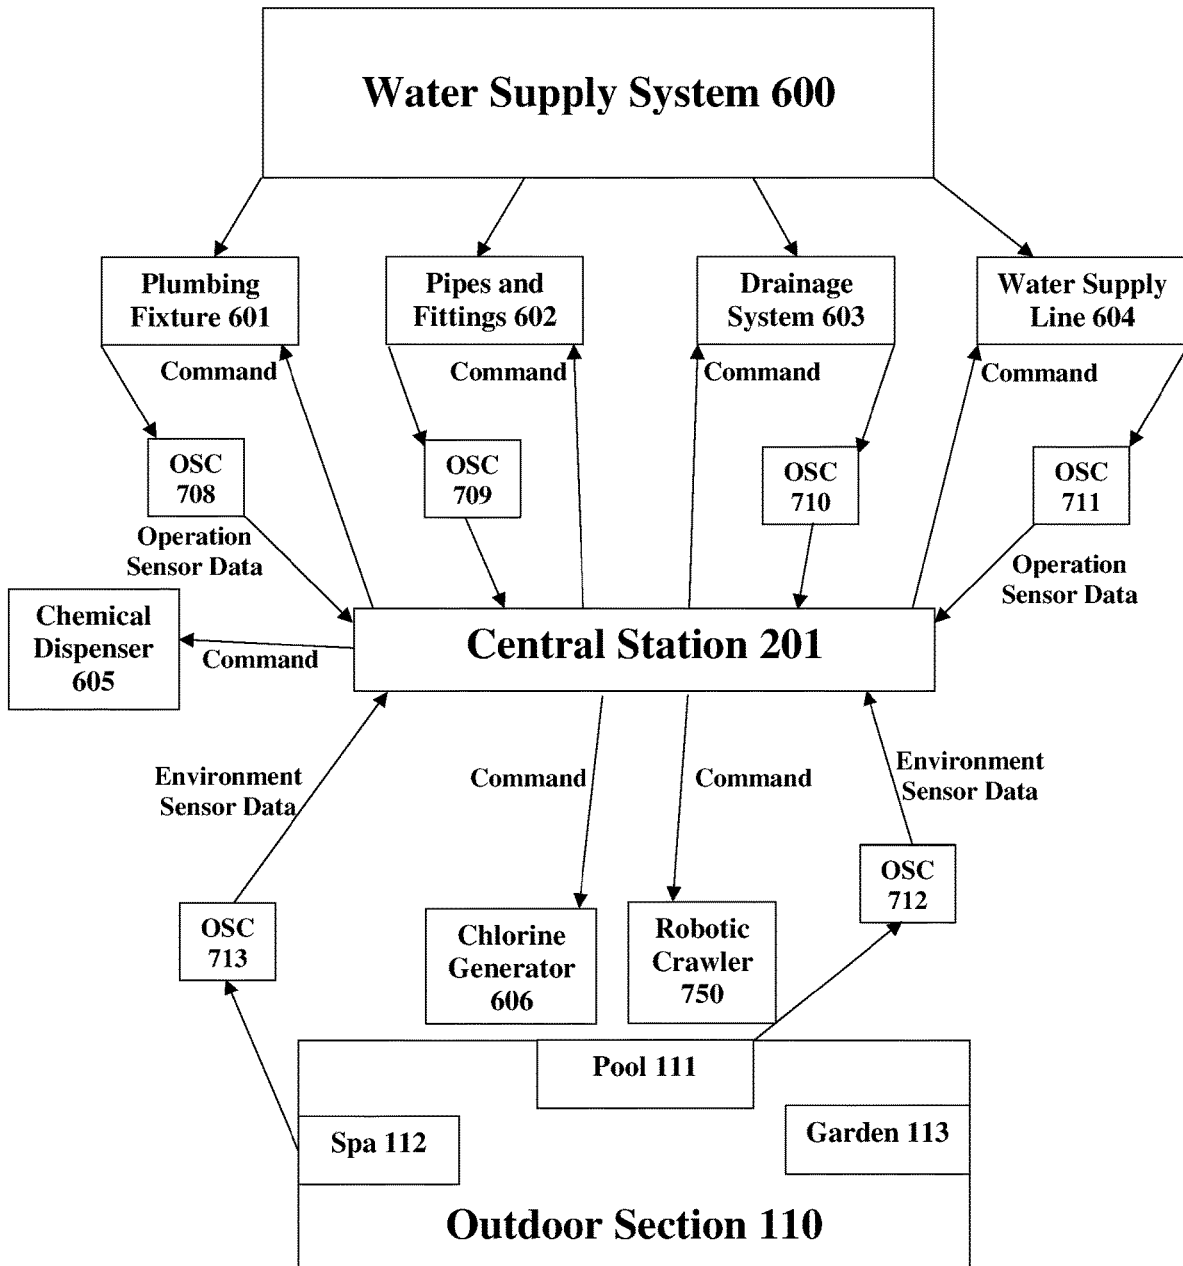 Water Supply System 600
Plumbing
Fixture 601
Pipes and
Fittings 602
Drainage
System 603
Water Supply
Line 604
Command
Command
Command
Command
OSC
708
OSC
709
OSC
710
OSC
711
Operation
Sensor Data
Operation
Sensor Data
Chemical
Dispenser
605
Command
Central Station 201
Environment
Sensor Data
Command
Command
Environment
Sensor Data
OSC
713
Chlorine
Generator
606
Robotic
Crawler
750
OSC
712
Pool 111
Spa 112
Garden 113
Outdoor Section 110